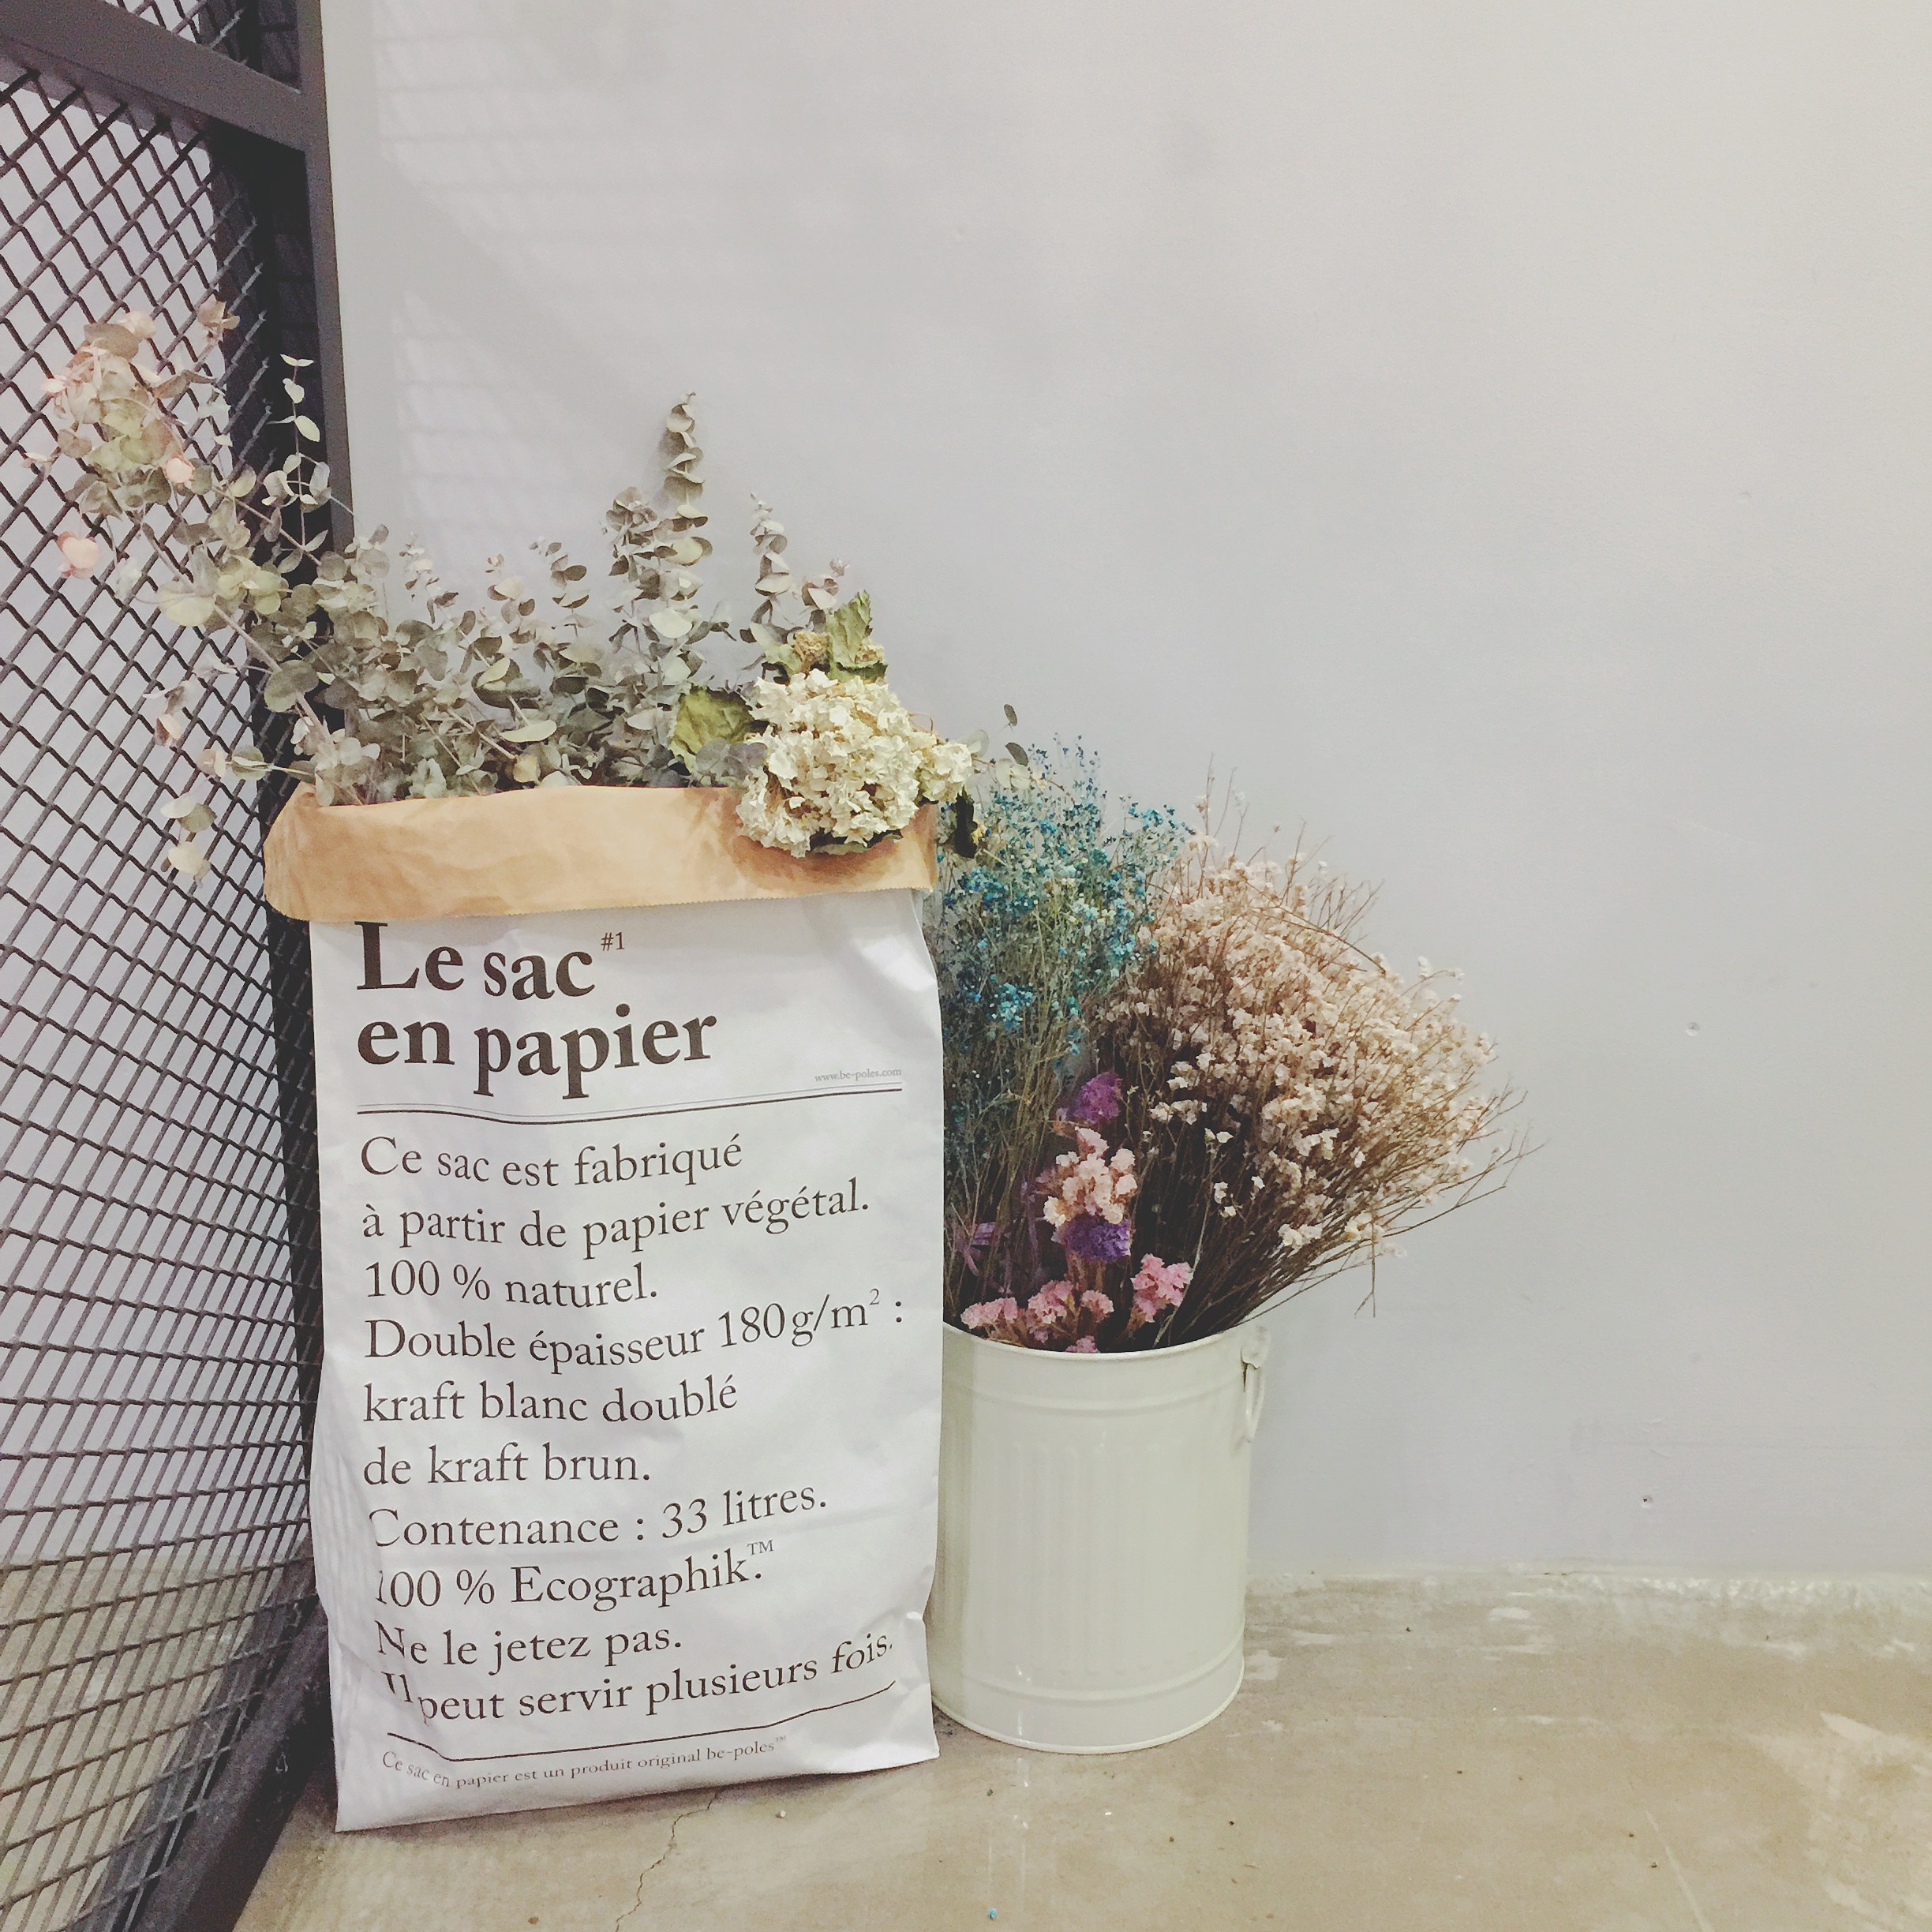 Le sac #1
en papier
www.be-poles.com
Ce sac est fabriqué
à partir de papier végétal.
100 % naturel.
Double épaisseur 180g/m² :
kraft blanc doublé
de kraft brun.
Contenance : 33 litres.
100 % Ecographik.™
Ne le jetez pas.
Il peut servir plusieurs fois.
Ce sac en papier est un produit original be-poles™